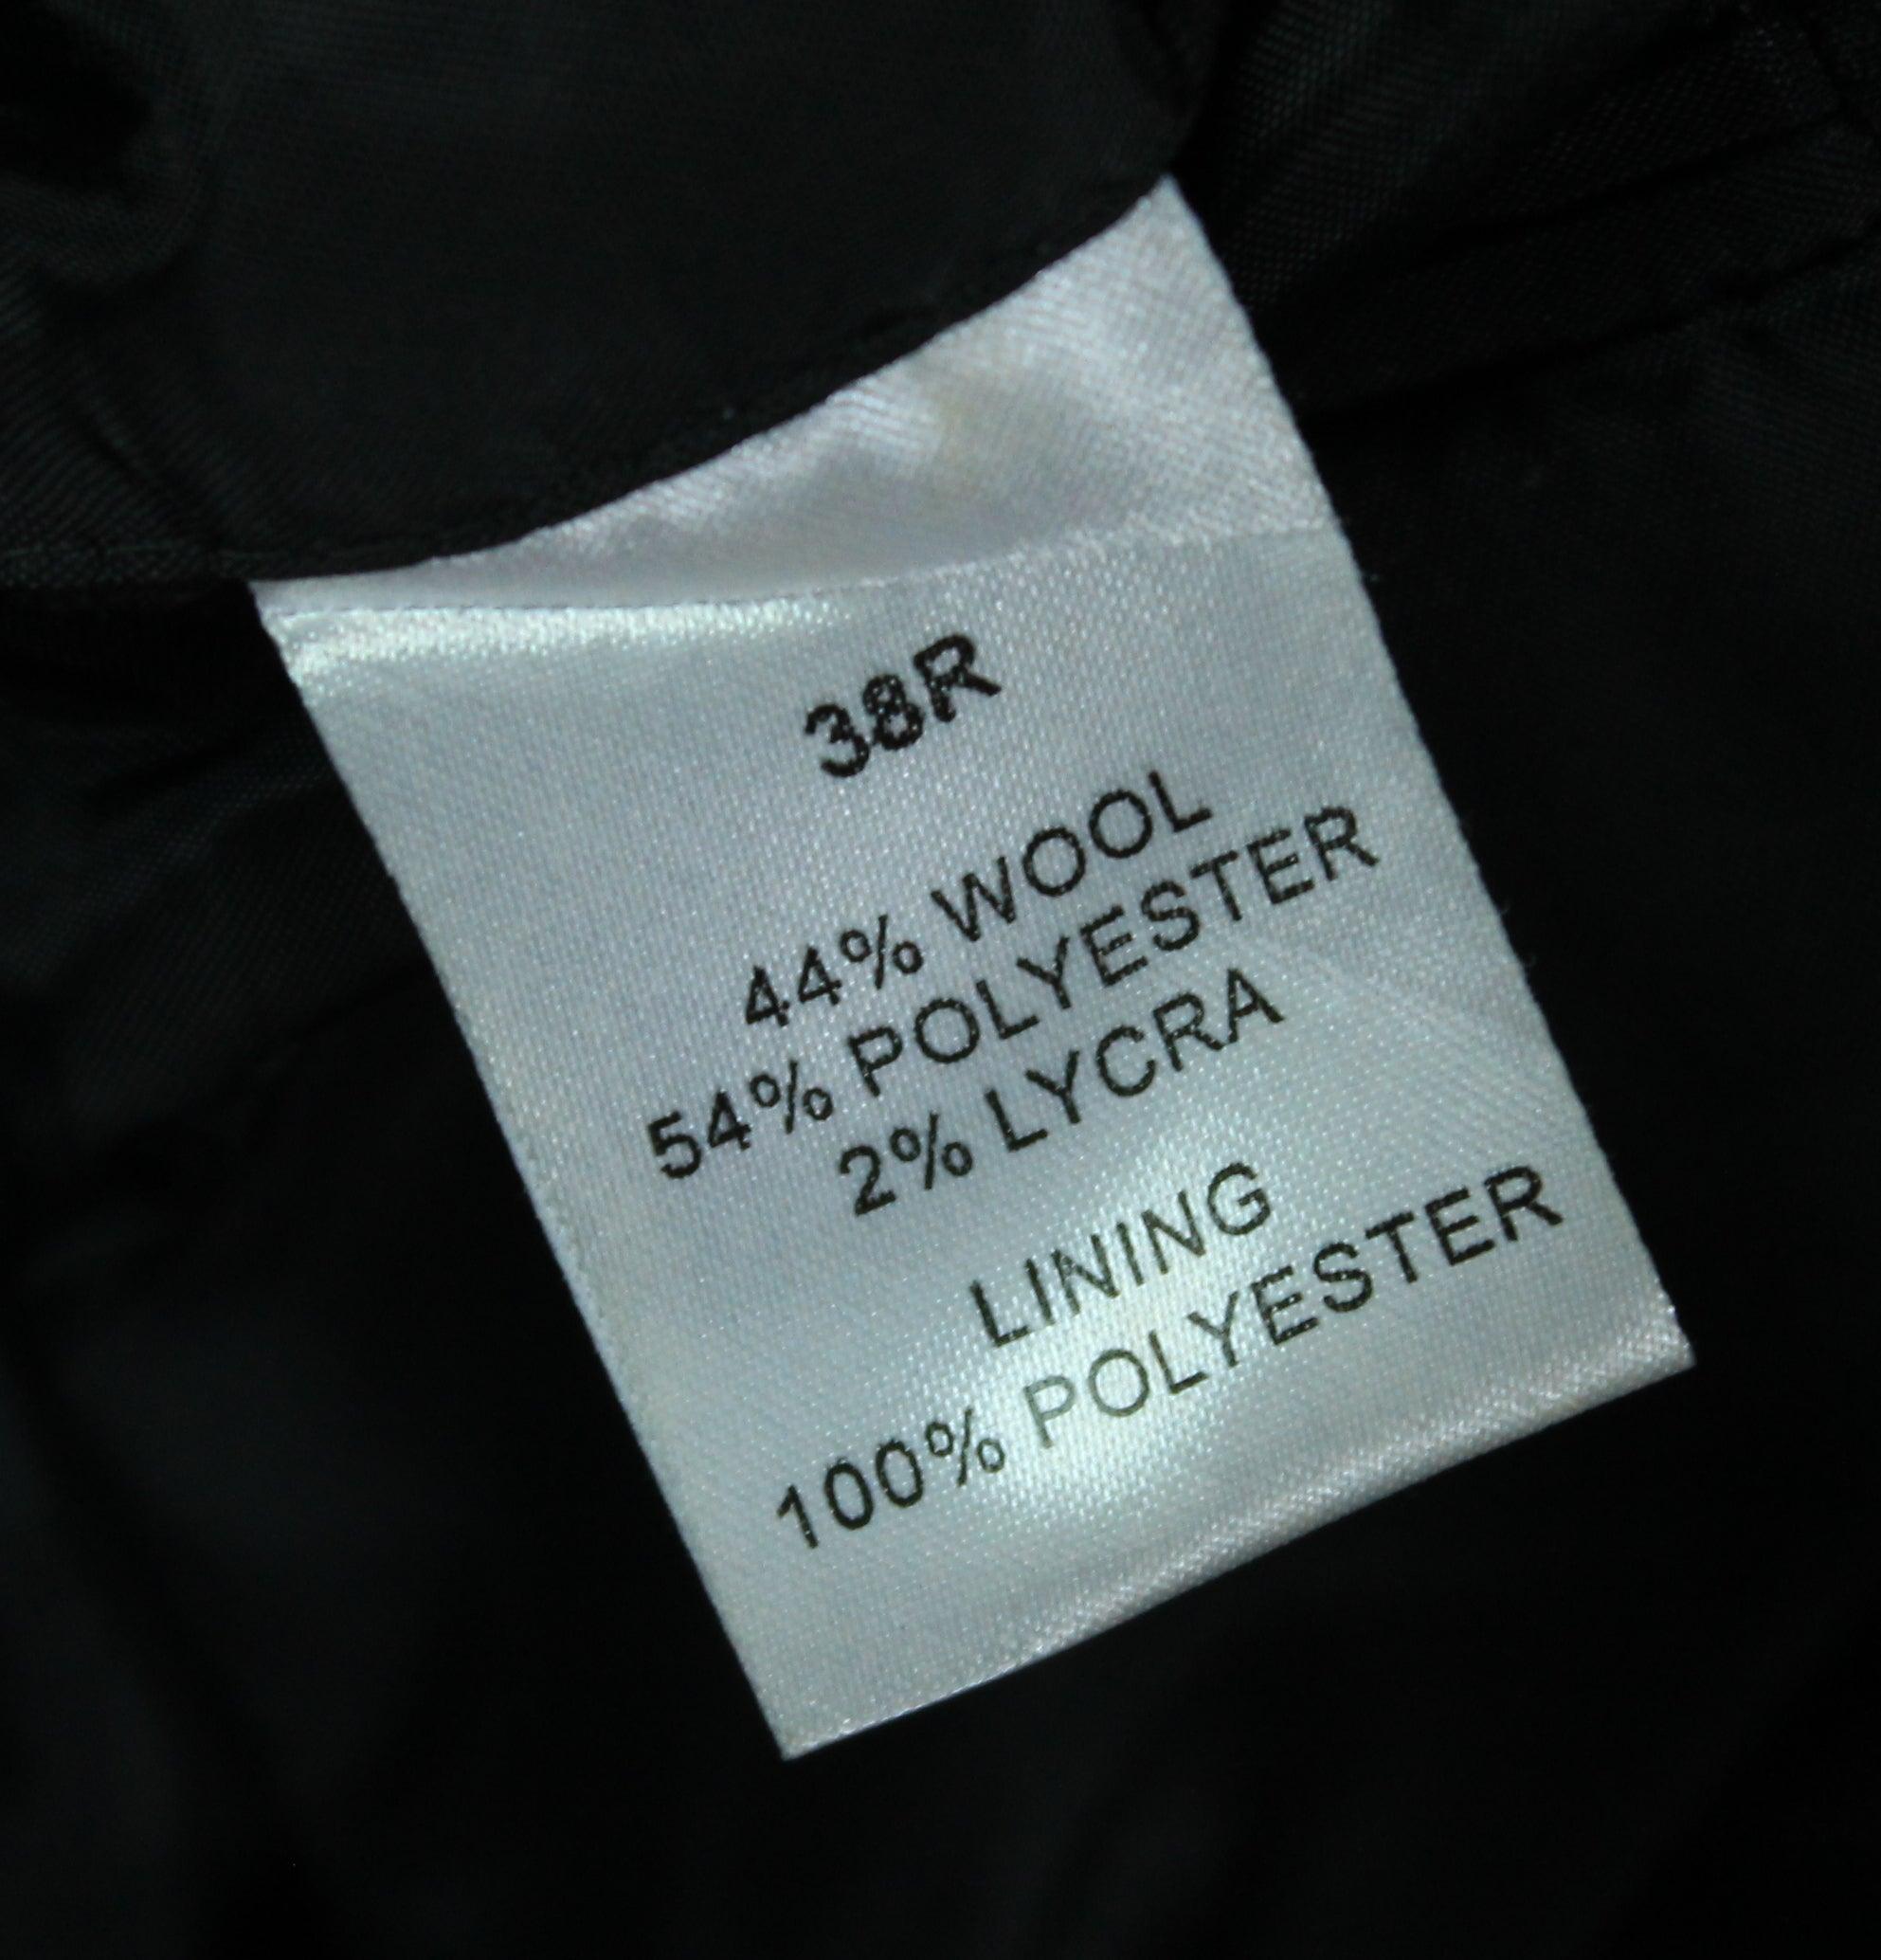 38R
44% WOOL
54% POLYESTER
2% LYCRA
LINING
100% POLYESTER